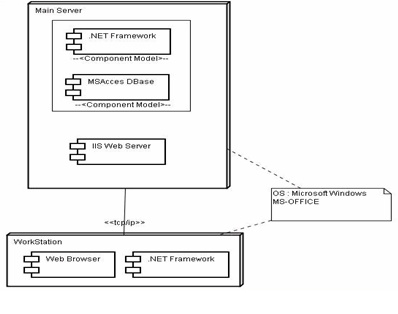 Main Server
.NET Framework
--<Component Model>--
MSAcces DBase
--<Component Model>--
IIS Web Server
<<tcp/ip>>
OS : Microsoft Windows
MS-OFFICE
WorkStation
Web Browser
.NET Framework